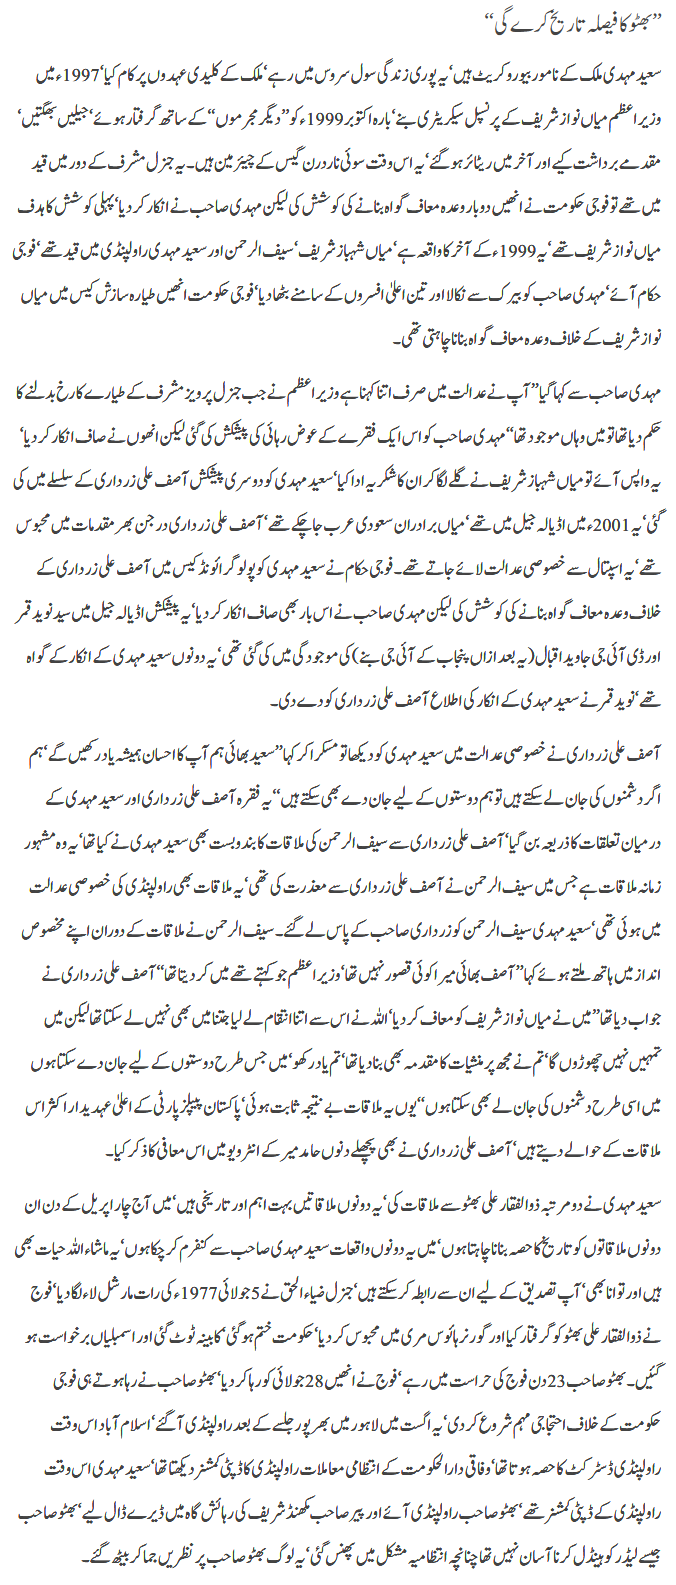 ’’بھٹو کا فیصلہ تاریخ کرے گی‘‘
سعید مہدی ملک کے نامور بیورو کریٹ ہیں‘ یہ پوری زندگی سول سروس میں رہے‘ ملک کے کلیدی عہدوں پر کام کیا‘ 1997ء میں
وزیراعظم میاں نواز شریف کے پرنسپل سیکریٹری بنے‘ بارہ اکتوبر 1999ء کو ’’دیگر مجرموں‘‘ کے ساتھ گرفتار ہوئے‘ جیلیں بھگتیں‘
مقدمے برداشت کیے اور آخر میں ریٹائر ہو گئے‘ یہ اس وقت سوئی ناردرن گیس کے چیئرمین ہیں۔ یہ جنرل مشرف کے دور میں قید
میں تھے تو فوجی حکومت نے انھیں دو بار وعدہ معاف گواہ بنانے کی کوشش کی لیکن مہدی صاحب نے انکار کر دیا‘ پہلی کوشش کا ہدف
میاں نواز شریف تھے‘ یہ 1999ء کے آخر کا واقعہ ہے‘ میاں شہباز شریف‘ سیف الرحمن اور سعید مہدی راولپنڈی میں قید تھے‘ فوجی
حکام آئے‘ مہدی صاحب کو بیرک سے نکالا اور تین اعلیٰ افسروں کے سامنے بٹھا دیا‘ فوجی حکومت انھیں طیارہ سازش کیس میں میاں
نواز شریف کے خلاف وعدہ معاف گواہ بنانا چاہتی تھی۔
مہدی صاحب سے کہا گیا ’’آپ نے عدالت میں صرف اتنا کہنا ہے وزیراعظم نے جب جنرل پرویز مشرف کے طیارے کا رخ بدلنے کا
حکم دیا تھا تو میں وہاں موجود تھا‘‘ مہدی صاحب کو اس ایک فقرے کے عوض رہائی کی پیشکش کی گئی لیکن انھوں نے صاف انکار کر دیا‘
یہ واپس آئے تو میاں شہباز شریف نے گلے لگا کر ان کا شکریہ ادا کیا‘ سعید مہدی کو دوسری پیشکش آصف علی زرداری کے سلسلے میں کی
گئی‘ یہ 2001ء میں اڈیالہ جیل میں تھے‘ میاں برادران سعودی عرب جا چکے تھے‘ آصف علی زرداری درجن بھر مقدمات میں محبوس
تھے‘ یہ اسپتال سے خصوصی عدالت لائے جاتے تھے۔ فوجی حکام نے سعید مہدی کو پولو گرائونڈ کیس میں آصف علی زرداری کے
خلاف وعدہ معاف گواہ بنانے کی کوشش کی لیکن مہدی صاحب نے اس بار بھی صاف انکار کر دیا‘ یہ پیشکش اڈیالہ جیل میں سید نوید قمر
اور ڈی آئی جی جاوید اقبال (یہ بعد ازاں پنجاب کے آئی جی بنے) کی موجودگی میں کی گئی تھی‘ یہ دونوں سعید مہدی کے انکار کے گواہ
تھے‘ نوید قمر نے سعید مہدی کے انکار کی اطلاع آصف علی زرداری کو دے دی۔
آصف علی زرداری نے خصوصی عدالت میں سعید مہدی کو دیکھا تو مسکرا کر کہا ’’سعید بھائی ہم آپ کا احسان ہمیشہ یاد رکھیں گے‘ ہم
اگر دشمنوں کی جان لے سکتے ہیں تو ہم دوستوں کے لیے جان دے بھی سکتے ہیں‘‘ یہ فقرہ آصف علی زرداری اور سعید مہدی کے
درمیان تعلقات کا ذریعہ بن گیا‘ آصف علی زرداری سے سیف الرحمن کی ملاقات کا بندوبست بھی سعید مہدی نے کیا تھا‘ یہ وہ مشہور
زمانہ ملاقات ہے جس میں سیف الرحمن نے آصف علی زرداری سے معذرت کی تھی‘ یہ ملاقات بھی راولپنڈی کی خصوصی عدالت
میں ہوئی تھی‘ سعید مہدی سیف الرحمن کو زرداری صاحب کے پاس لے گئے۔ سیف الرحمن نے ملاقات کے دوران اپنے مخصوص
انداز میں ہاتھ ملتے ہوئے کہا ’’آصف بھائی میرا کوئی قصور نہیں تھا‘ وزیراعظم جو کہتے تھے میں کر دیتا تھا‘‘ آصف علی زرداری نے
جواب دیا تھا ’’میں نے میاں نواز شریف کو معاف کر دیا‘ اللہ نے اس سے اتنا انتقام لے لیا جتنا میں بھی نہیں لے سکتا تھا لیکن میں
تمہیں نہیں چھوڑوں گا‘ تم نے مجھ پر منشیات کا مقدمہ بھی بنا دیا تھا‘ تم یاد رکھو‘ میں جس طرح دوستوں کے لیے جان دے سکتا ہوں
میں اسی طرح دشمنوں کی جان لے بھی سکتا ہوں‘‘ یوں یہ ملاقات بے نتیجہ ثابت ہوئی‘ پاکستان پیپلز پارٹی کے اعلیٰ عہدیدار اکثر اس
ملاقات کے حوالے دیتے ہیں‘ آصف علی زرداری نے بھی پچھلے دنوں حامد میر کے انٹرویو میں اس معافی کا ذکر کیا۔
سعید مہدی نے دو مرتبہ ذوالفقار علی بھٹو سے ملاقات کی‘ یہ دونوں ملاقاتیں بہت اہم اور تاریخی ہیں‘ میں آج چار اپریل کے دن ان
دونوں ملاقاتوں کو تاریخ کا حصہ بنانا چاہتا ہوں‘ میں یہ دونوں واقعات سعید مہدی صاحب سے کنفرم کر چکا ہوں‘ یہ ماشاء اللہ حیات بھی
ہیں اور توانا بھی‘ آپ تصدیق کے لیے ان سے رابطہ کر سکتے ہیں‘ جنرل ضیاء الحق نے 5 جولائی 1977ء کی رات مارشل لاء لگا دیا‘ فوج
نے ذوالفقار علی بھٹو کو گرفتار کیا اور گورنر ہائوس مری میں محبوس کر دیا‘ حکومت ختم ہو گئی‘ کابینہ ٹوٹ گئی اور اسمبلیاں برخواست ہو
گئیں۔ بھٹو صاحب 23 دن فوج کی حراست میں رہے‘ فوج نے انھیں 28 جولائی کو رہا کر دیا‘ بھٹو صاحب نے رہا ہوتے ہی فوجی
حکومت کے خلاف احتجاجی مہم شروع کر دی‘ یہ اگست میں لاہور میں بھرپور جلسے کے بعد راولپنڈی آ گئے‘ اسلام آباد اس وقت
راولپنڈی ڈسٹرکٹ کا حصہ ہوتا تھا‘ وفاقی دارالحکومت کے انتظامی معاملات راولپنڈی کا ڈپٹی کمشنر دیکھتا تھا‘ سعید مہدی اس وقت
راولپنڈی کے ڈپٹی کمشنر تھے‘ بھٹو صاحب راولپنڈی آئے اور پیر صاحب مکھنڈ شریف کی رہائش گاہ میں ڈیرے ڈال لیے‘ بھٹو صاحب
جیسے لیڈر کو ہینڈل کرنا آسان نہیں تھا چنانچہ انتظامیہ مشکل میں پھنس گئی‘ یہ لوگ بھٹو صاحب پر نظریں جما کر بیٹھ گئے۔